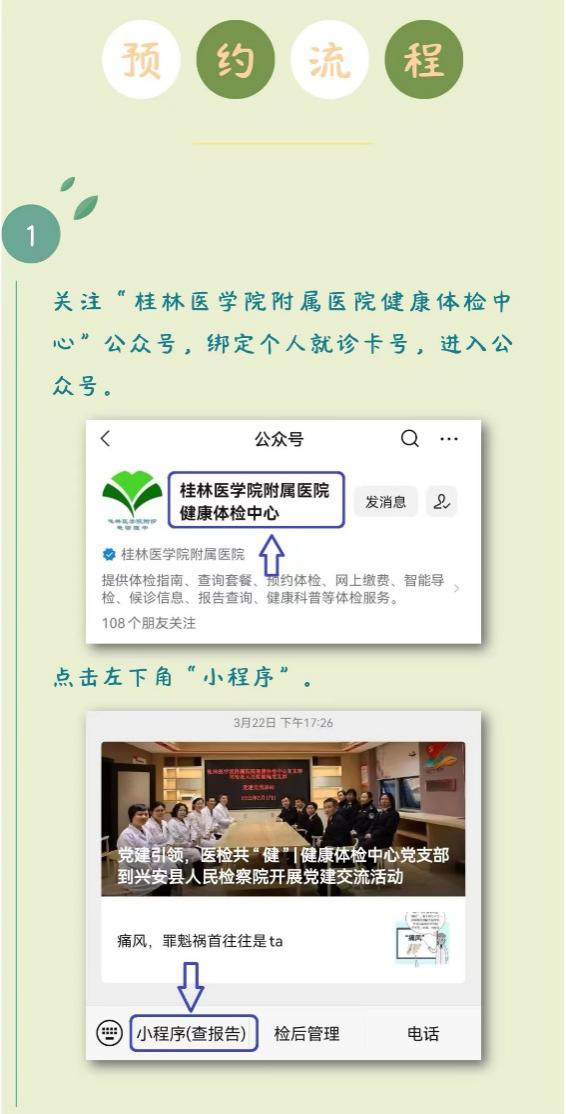 预约流程
1
关注“桂林医学院附属医院健康体检中
心”公众号，绑定个人就诊卡号，进入公
众号。
公众号
桂林医学院附属医院
健康体检中心
发消息
桂林医学院附属医院
提供体检指南、查询套餐、预约体检、网上缴费、智能导
检、候诊信息、报告查询、健康科普等体检服务。
108个朋友关注
点击左下角“小程序”。
3月22日 下午17:26
党建引领，医检共“健”|健康体检中心党支部
到兴安县人民检察院开展党建交流活动
痛风，罪魁祸首往往是ta
“痛风”
小程序(查报告)
检后管理
电话